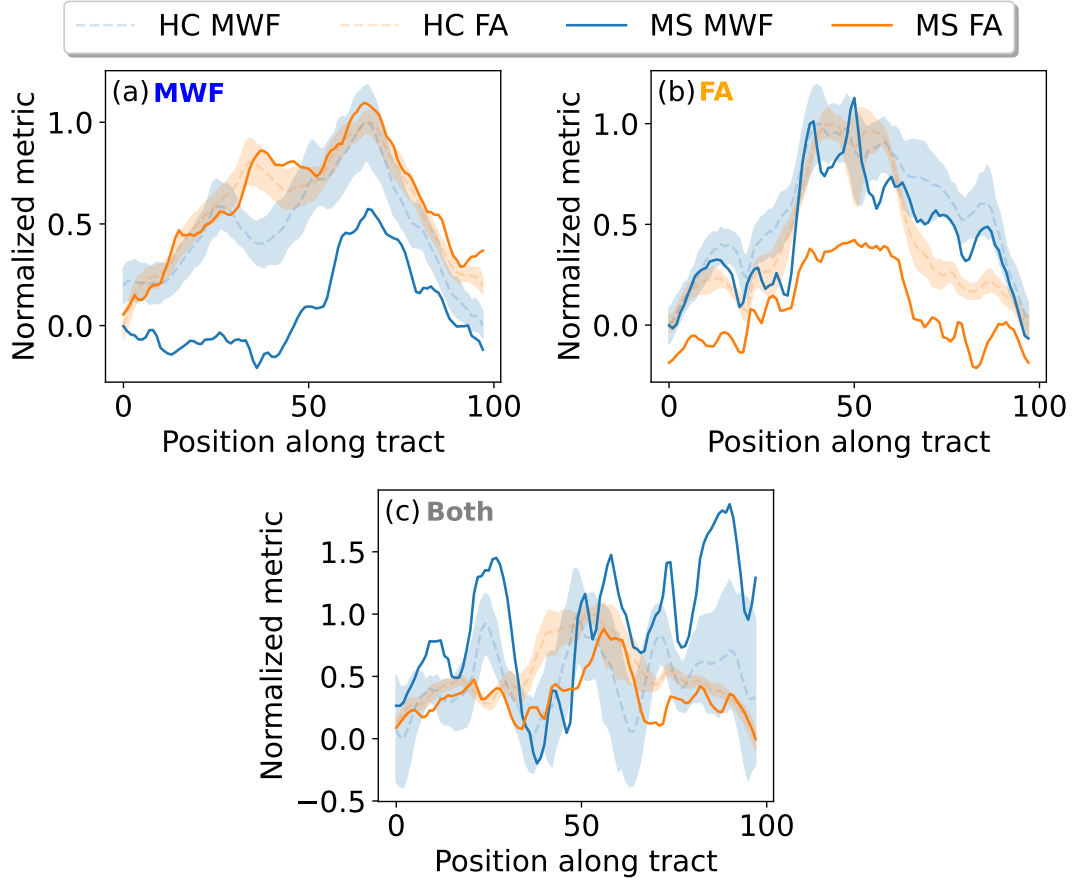 HC MWF HC FA MS MWF MS FA
(a) MWF
Normalized metric
1.0
0.5
0.0
0 50 100
Position along tract
(b) FA
Normalized metric
1.0
0.5
0.0
0 50 100
Position along tract
(c) Both
Normalized metric
1.5
1.0
0.5
0.0
−0.5
0 50 100
Position along tract